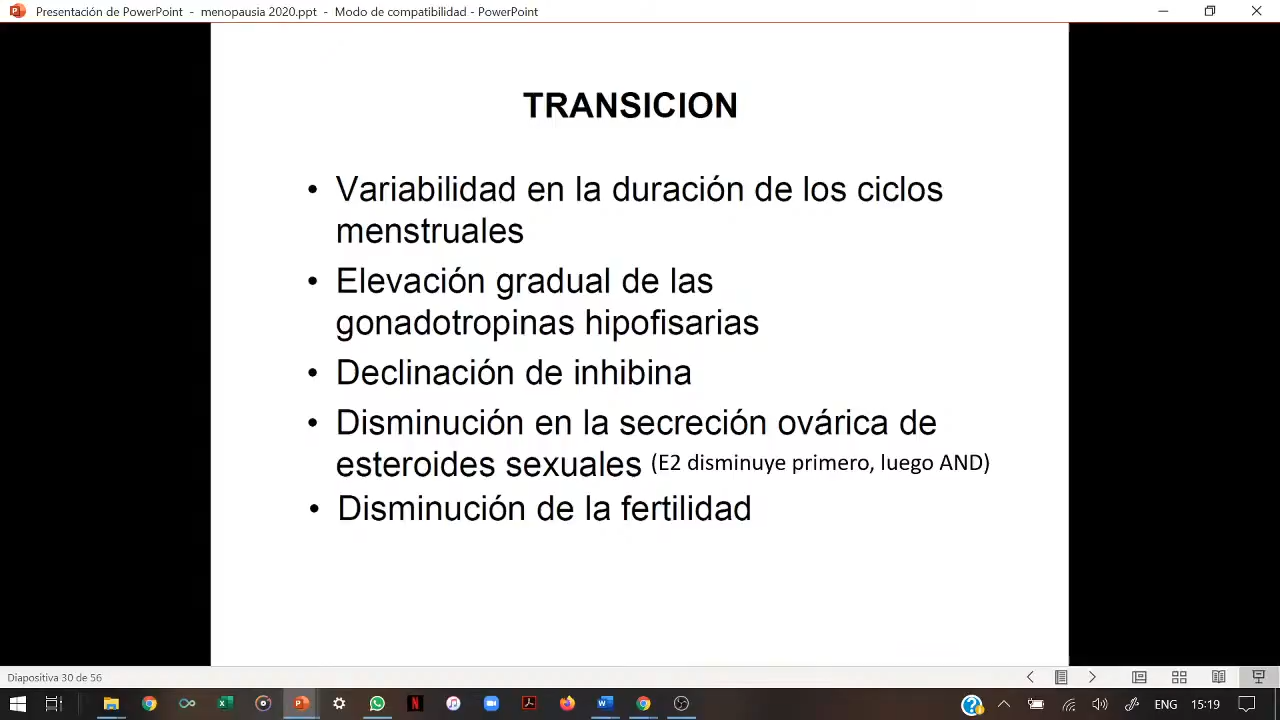 Presentación de PowerPoint - menopausia 2020.ppt - Modo de compatibilidad - PowerPoint
TRANSICION
• Variabilidad en la duración de los ciclos
menstruales
• Elevación gradual de las
gonadotropinas hipofisarias
• Declinación de inhibina
• Disminución en la secreción ovárica de
esteroides sexuales (E2 disminuye primero, luego AND)
• Disminución de la fertilidad
Diapositiva 30 de 56
ENG 15:19